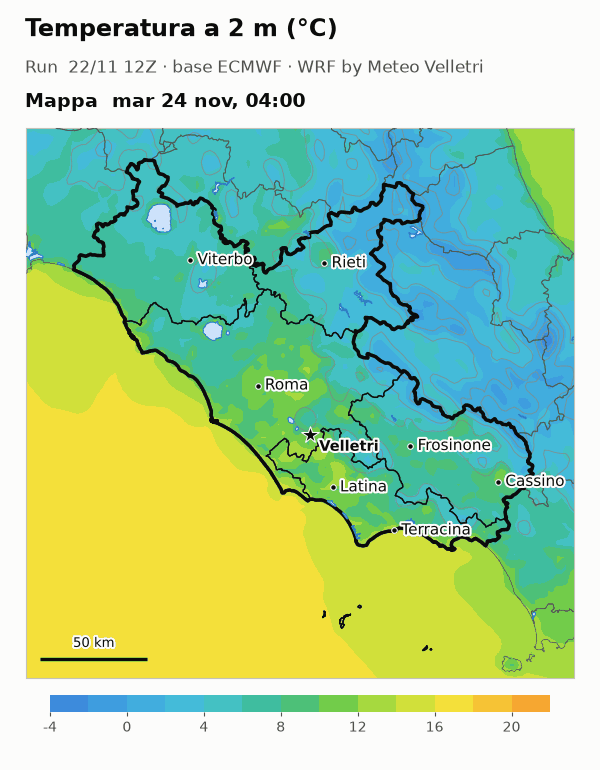 Temperatura a 2 m (°C)
Run  22/11 12Z · base ECMWF · WRF by Meteo Velletri
Mappa  mar 24 nov, 04:00
Viterbo
Rieti
Roma
Velletri
Frosinone
Cassino
Latina
Terracina
50 km
-4 0 4 8 12 16 20